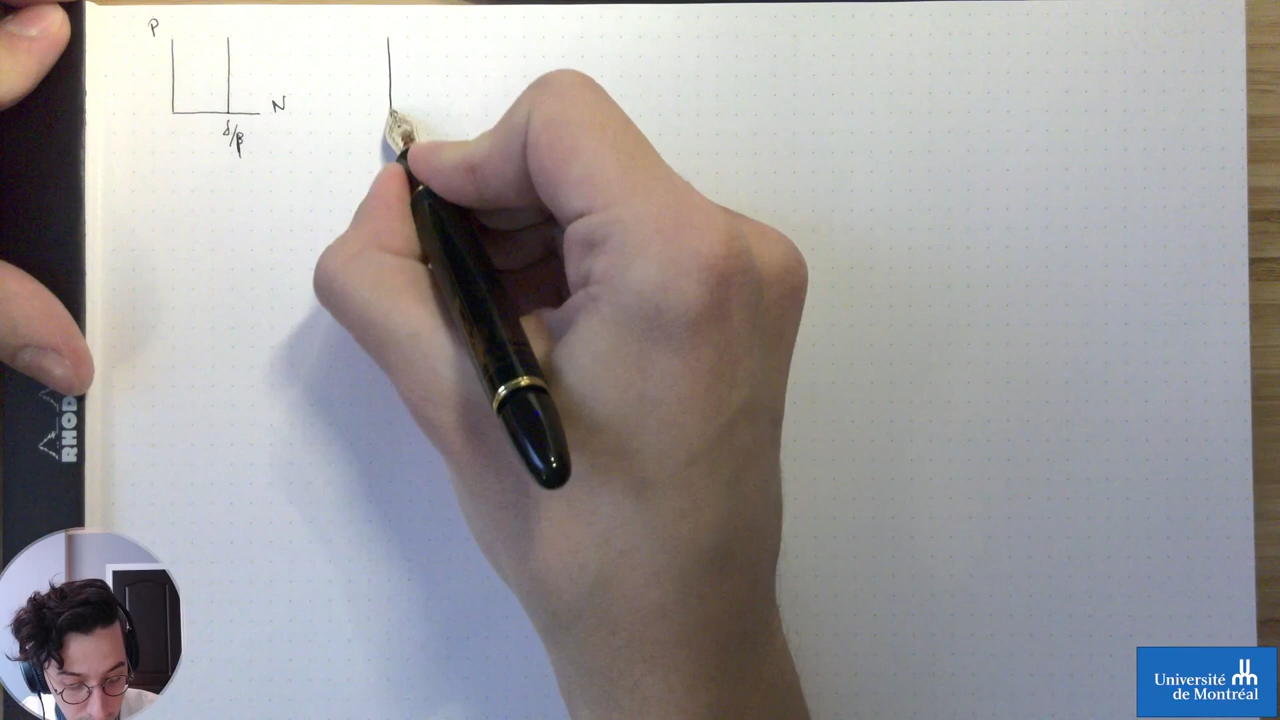 P
N
δ/β
RHOD
Université
de Montréal